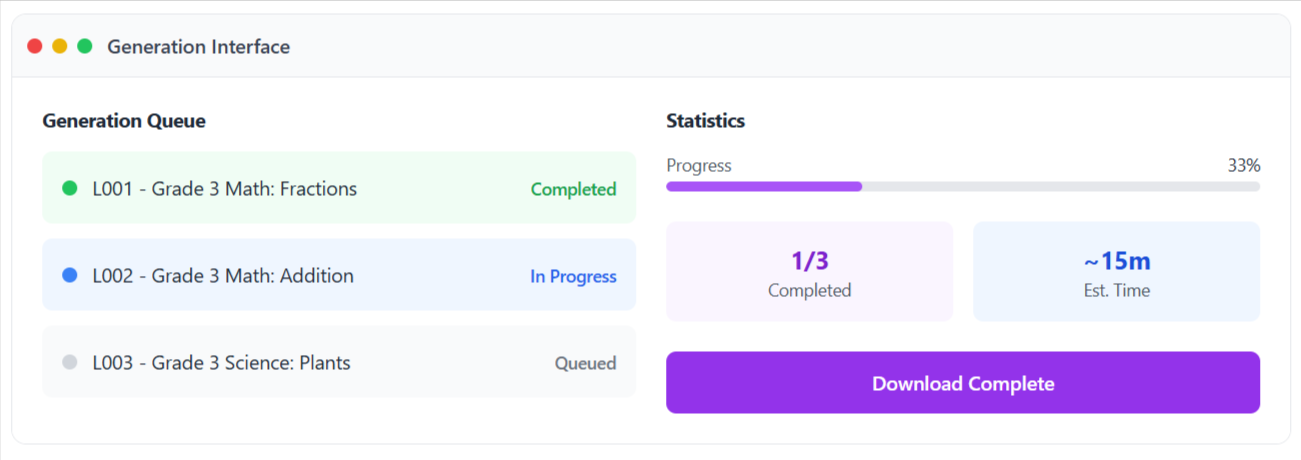 Generation Interface
Generation Queue
L001 - Grade 3 Math: Fractions
Completed
L002 - Grade 3 Math: Addition
In Progress
L003 - Grade 3 Science: Plants
Queued
Statistics
Progress
33%
1/3
Completed
~15m
Est. Time
Download Complete